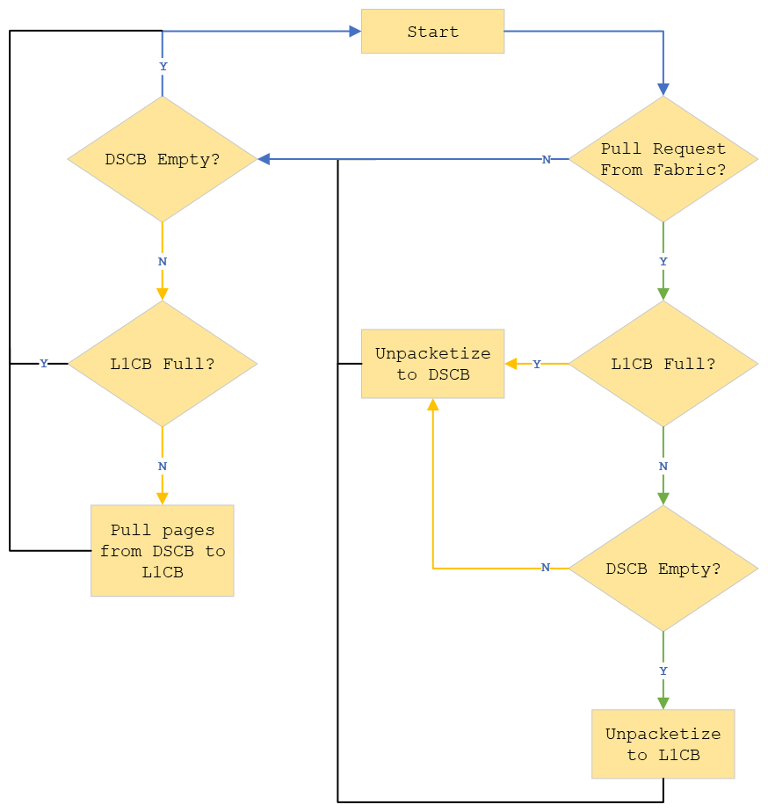 Start
Y
DSCB Empty?
N
Pull Request
From Fabric?
N
Y
Y
L1CB Full?
Unpacketize
to DSCB
Y
L1CB Full?
N
N
Pull pages
from DSCB to
L1CB
N
DSCB Empty?
Y
Unpacketize
to L1CB